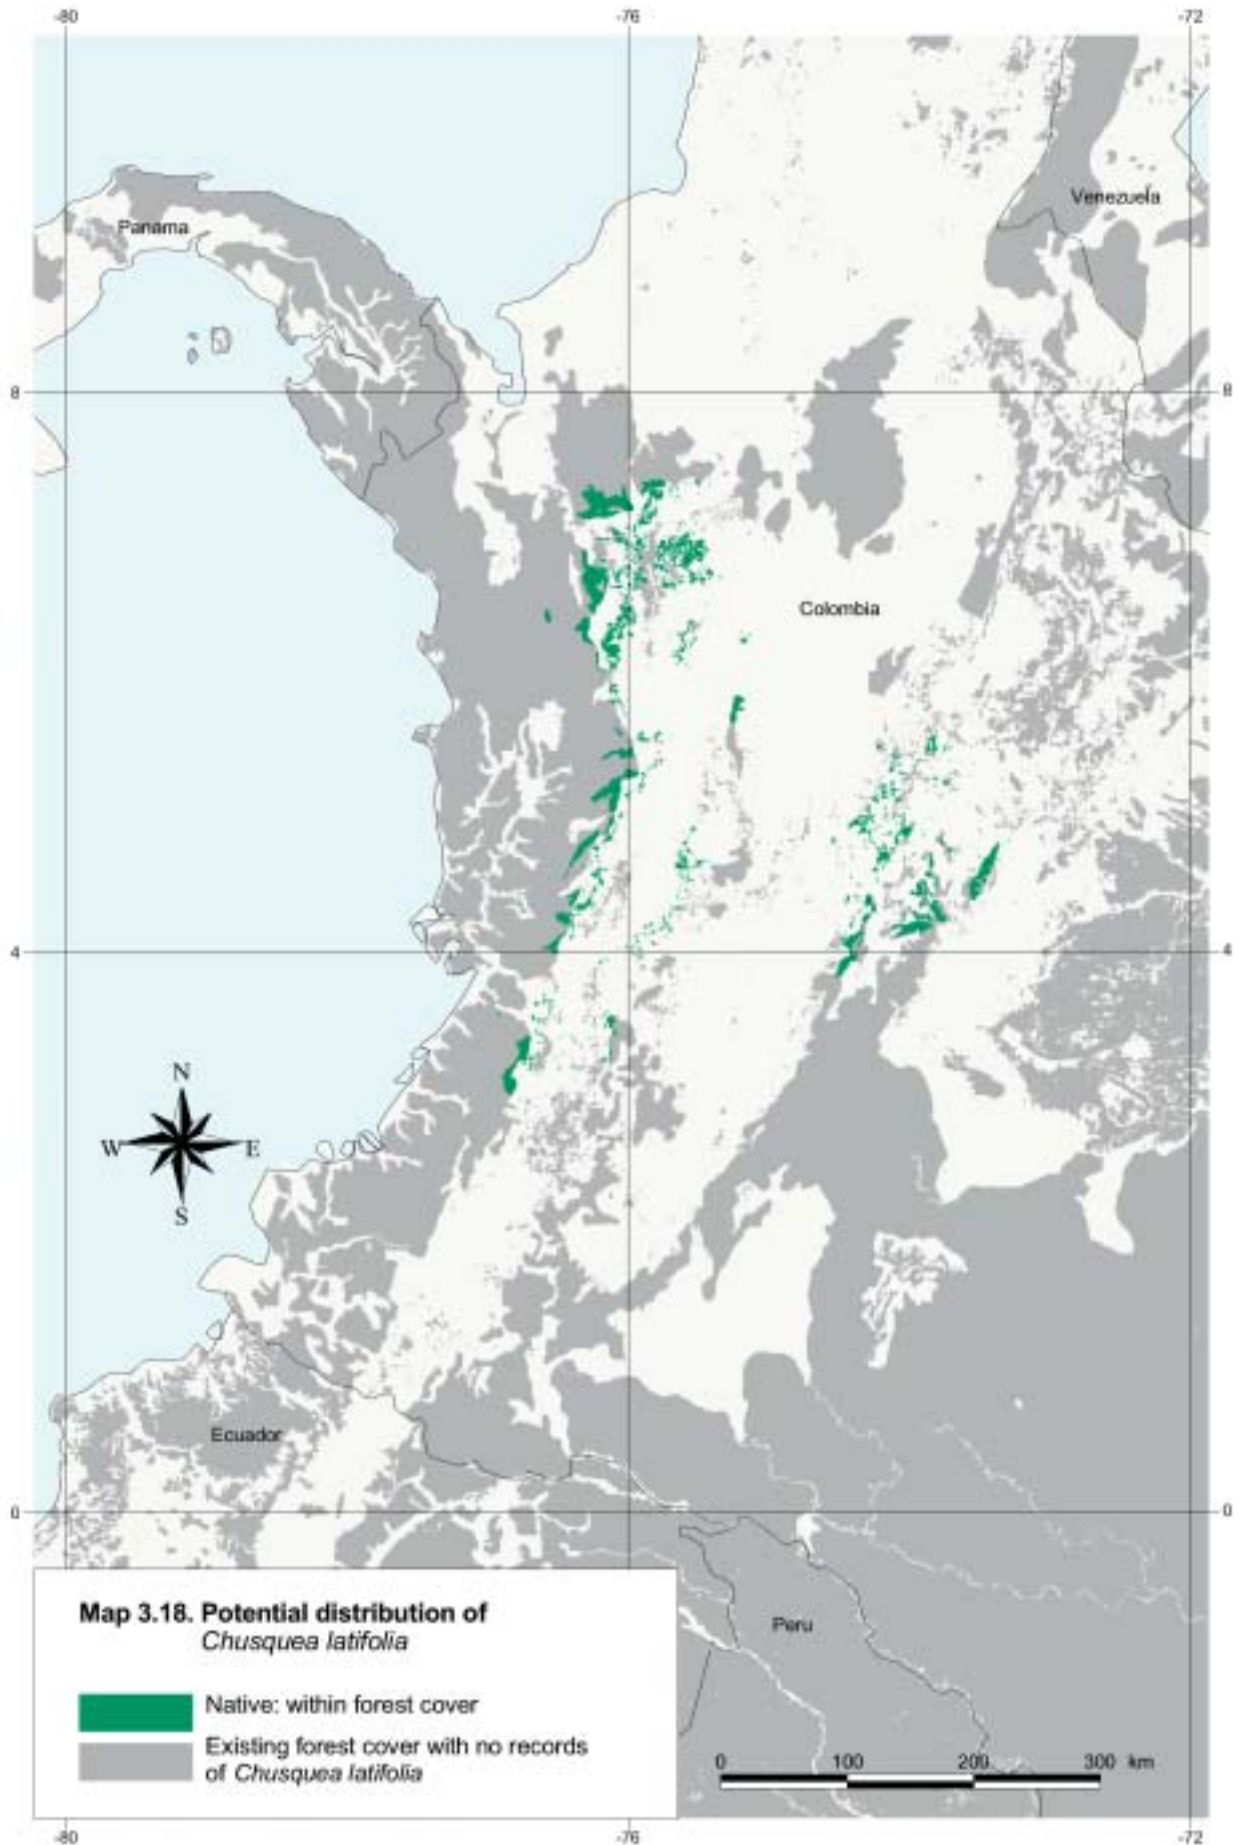 -80 -76 -72
Panama
Venezuela
8 8
Colombia
4 4
N
W E
S
Ecuador
0 0
Map 3.18. Potential distribution of
Chusquea latifolia
Peru
Native: within forest cover
Existing forest cover with no records
of Chusquea latifolia
0 100 200 300 km
-80 -76 -72